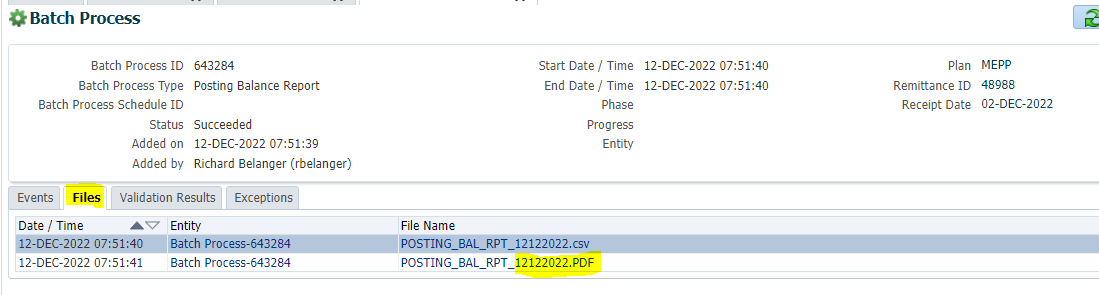 Batch Process
Batch Process ID 643284 Start Date / Time 12-DEC-2022 07:51:40 Plan MEPP
Batch Process Type Posting Balance Report End Date / Time 12-DEC-2022 07:51:40 Remittance ID 48988
Batch Process Schedule ID Phase Receipt Date 02-DEC-2022
Status Succeeded Progress
Added on 12-DEC-2022 07:51:39 Entity
Added by Richard Belanger (rbelanger)
Events Files Validation Results Exceptions
Date / Time Entity File Name
12-DEC-2022 07:51:40 Batch Process-643284 POSTING_BAL_RPT_12122022.csv
12-DEC-2022 07:51:41 Batch Process-643284 POSTING_BAL_RPT_12122022.PDF